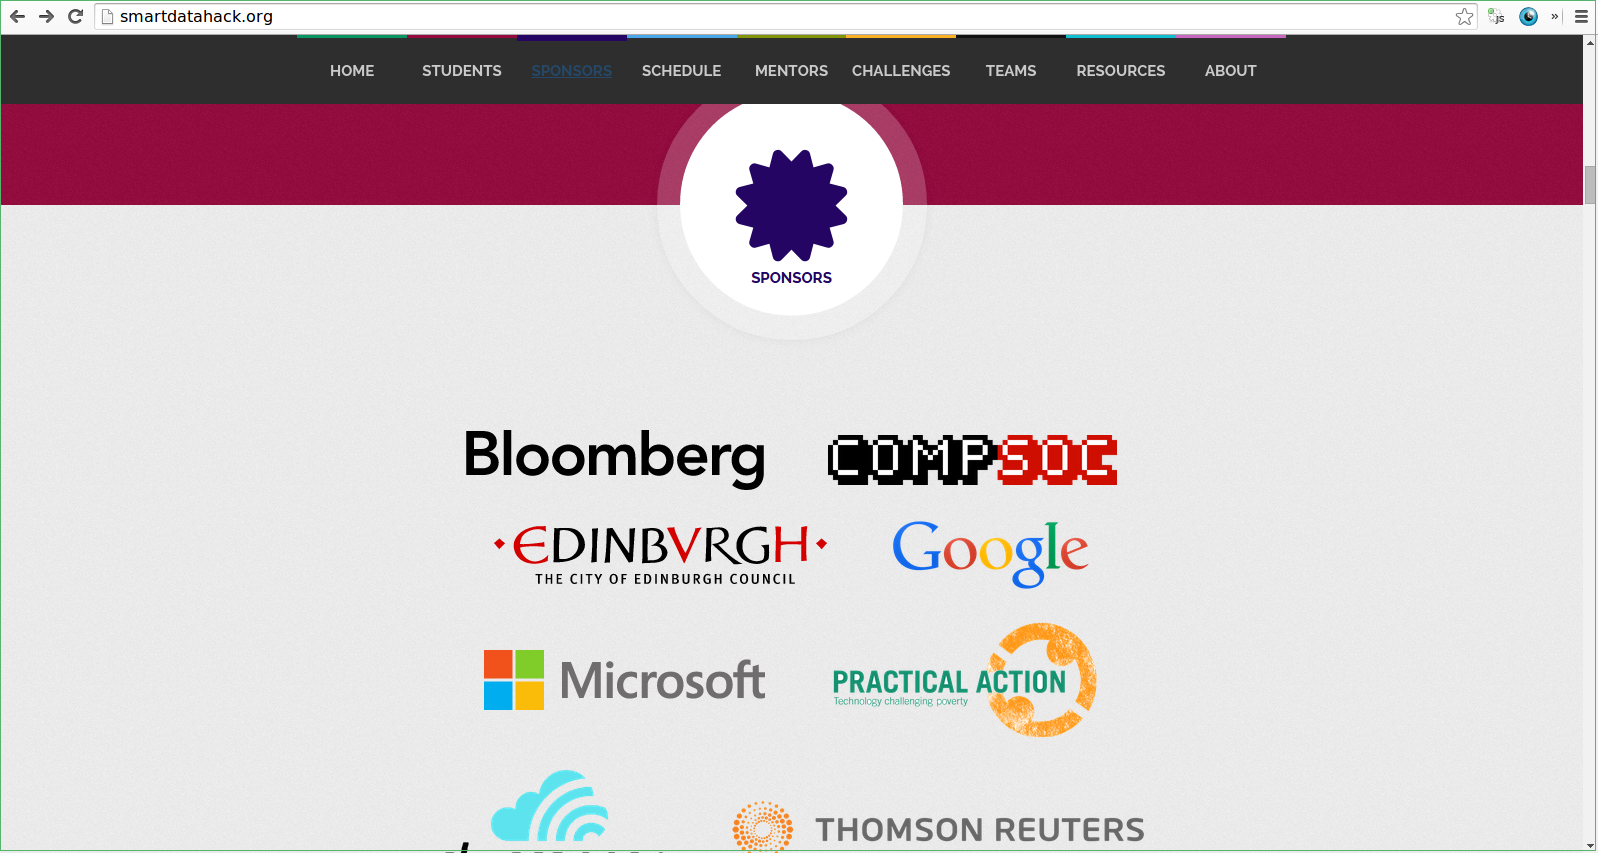 smartdatahack.org
js
»
HOME STUDENTS SPONSORS SCHEDULE MENTORS CHALLENGES TEAMS RESOURCES ABOUT
SPONSORS
Bloomberg COMPSOC
EDINBVRGH
THE CITY OF EDINBURGH COUNCIL
Google
Microsoft
PRACTICAL ACTION
Technology challenging poverty
THOMSON REUTERS